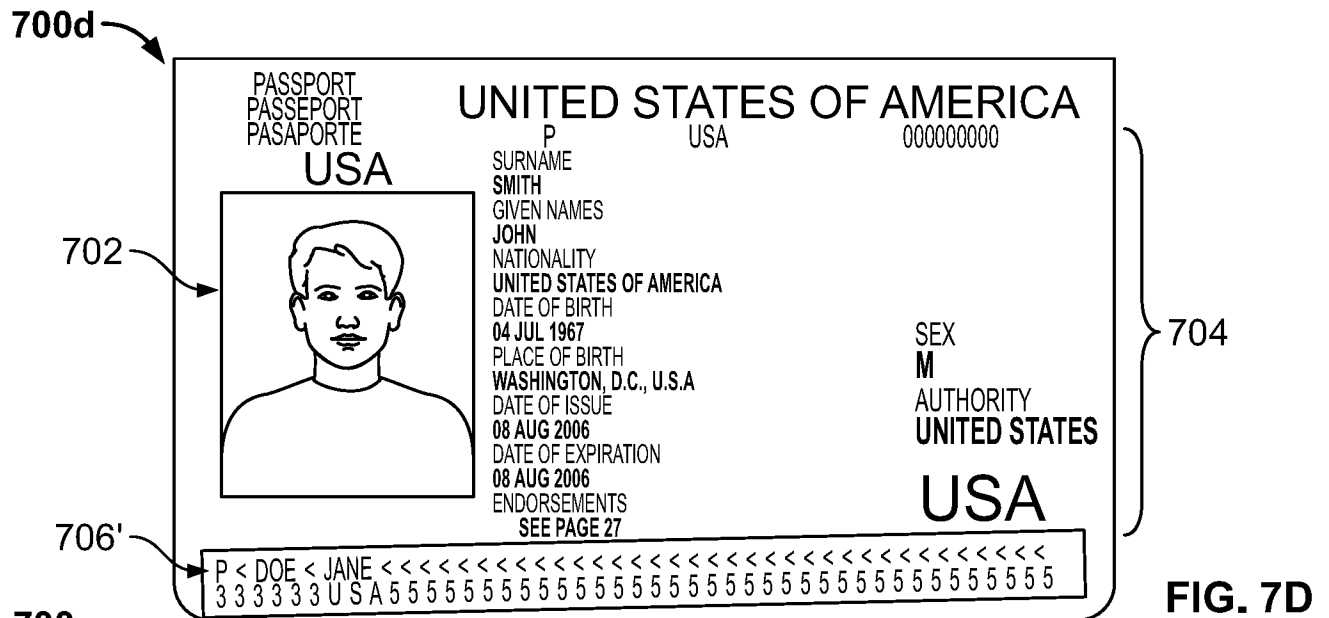 700d
PASSPORT
PASSEPORT
PASAPORTE
USA
UNITED STATES OF AMERICA
P USA 000000000
SURNAME
SMITH
GIVEN NAMES
JOHN
NATIONALITY
UNITED STATES OF AMERICA
DATE OF BIRTH
04 JUL 1967
PLACE OF BIRTH
WASHINGTON, D.C., U.S.A
DATE OF ISSUE
08 AUG 2006
DATE OF EXPIRATION
08 AUG 2006
ENDORSEMENTS
SEE PAGE 27
SEX
M
AUTHORITY
UNITED STATES
USA
702
704
706'
P < DOE < JANE < < < < < < < < < < < < < < < < < < < < < < < < < < < < < < < <
3 3 3 3 3 3 U S A 5 5 5 5 5 5 5 5 5 5 5 5 5 5 5 5 5 5 5 5 5 5 5 5 5 5 5 5 5 5 5 5
FIG. 7D